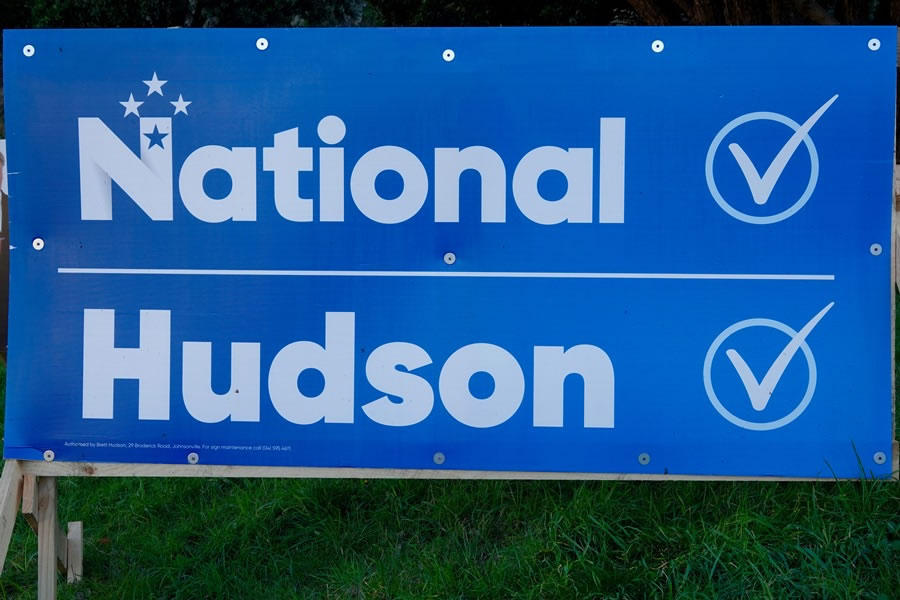 National
Hudson
Authorised by Brett Hudson, 29 Broderick Road, Johnsonville. For sign maintenance call